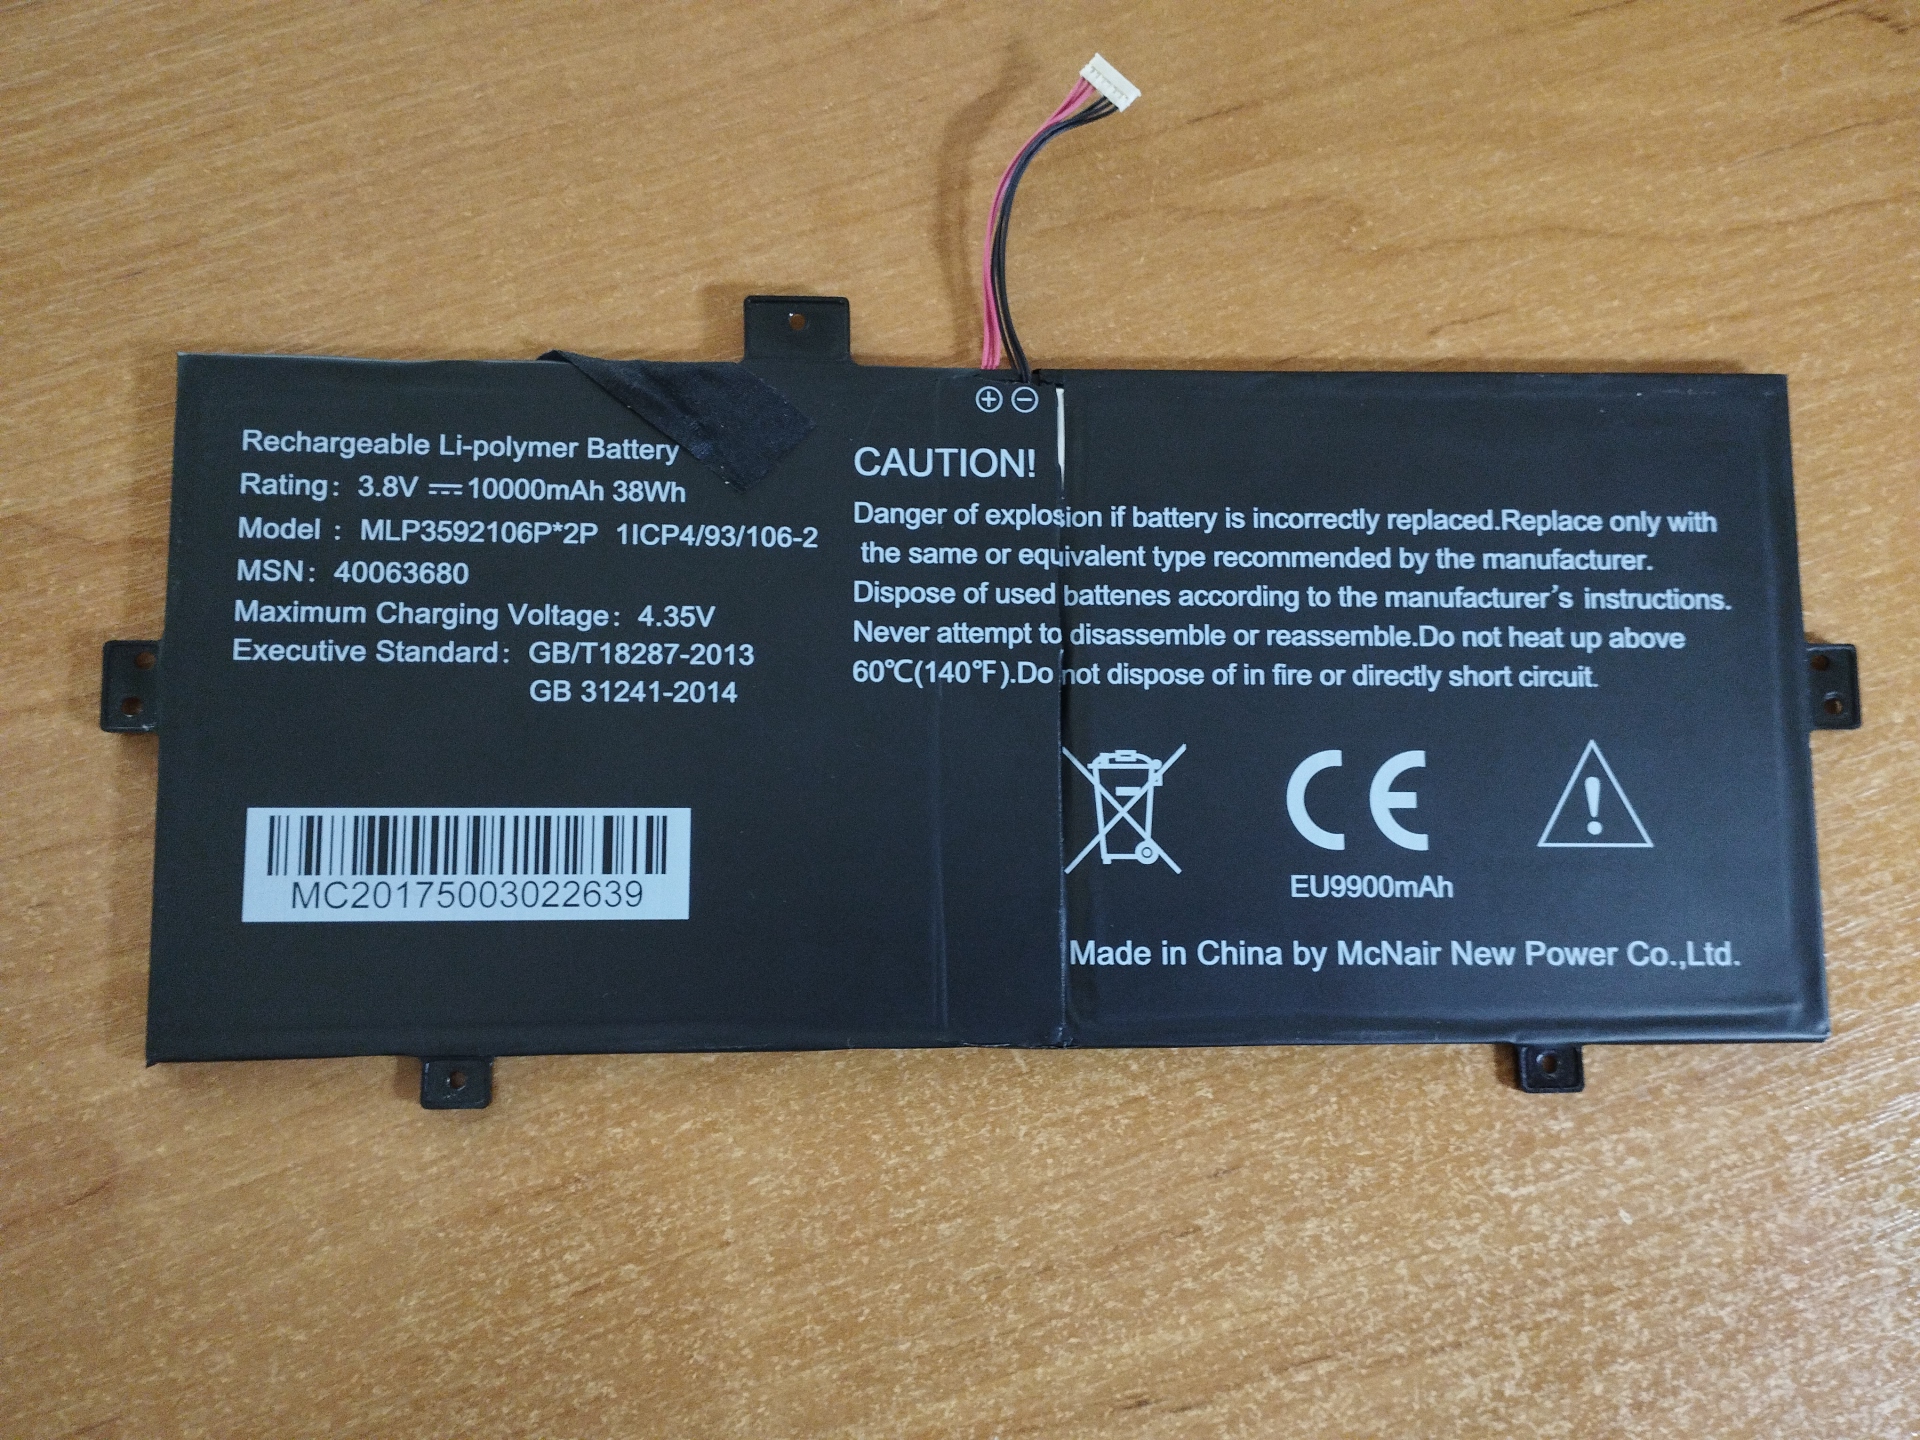 Rechargeable Li-polymer Battery
Rating: 3.8V ⎓ 10000mAh 38Wh
Model : MLP3592106P*2P 1ICP4/93/106-2
MSN: 40063680
Maximum Charging Voltage: 4.35V
Executive Standard: GB/T18287-2013
GB 31241-2014
MC20175003022639
+ −
CAUTION!
Danger of explosion if battery is incorrectly replaced.Replace only with
the same or equivalent type recommended by the manufacturer.
Dispose of used battenes according to the manufacturer's instructions.
Never attempt to disassemble or reassemble.Do not heat up above
60℃(140℉).Do not dispose of in fire or directly short circuit.
CE
EU9900mAh
Made in China by McNair New Power Co.,Ltd.